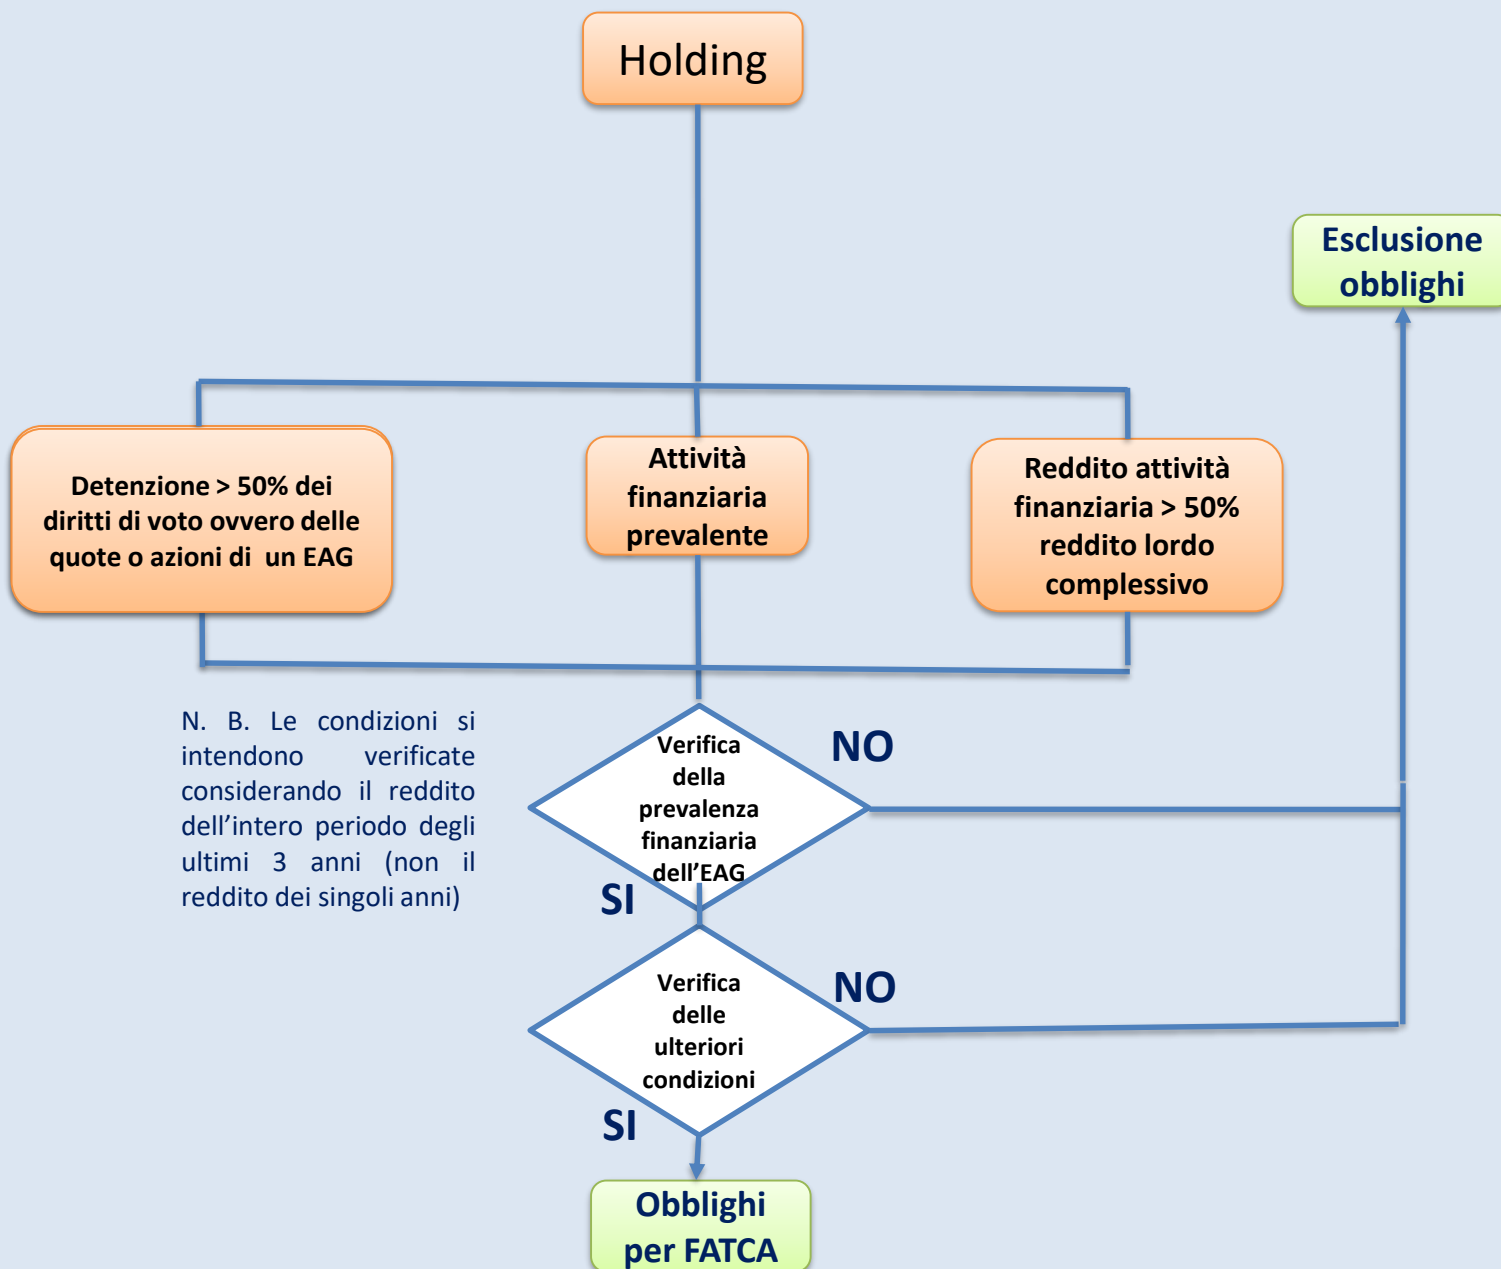 Holding
Esclusione
obblighi
Detenzione > 50% dei
diritti di voto ovvero delle
quote o azioni di un EAG
Attività
finanziaria
prevalente
Reddito attività
finanziaria > 50%
reddito lordo
complessivo
N. B. Le condizioni si
intendono verificate
considerando il reddito
dell’intero periodo degli
ultimi 3 anni (non il
reddito dei singoli anni)
Verifica
della
prevalenza
finanziaria
dell’EAG
NO
SI
Verifica
delle
ulteriori
condizioni
NO
SI
Obblighi
per FATCA